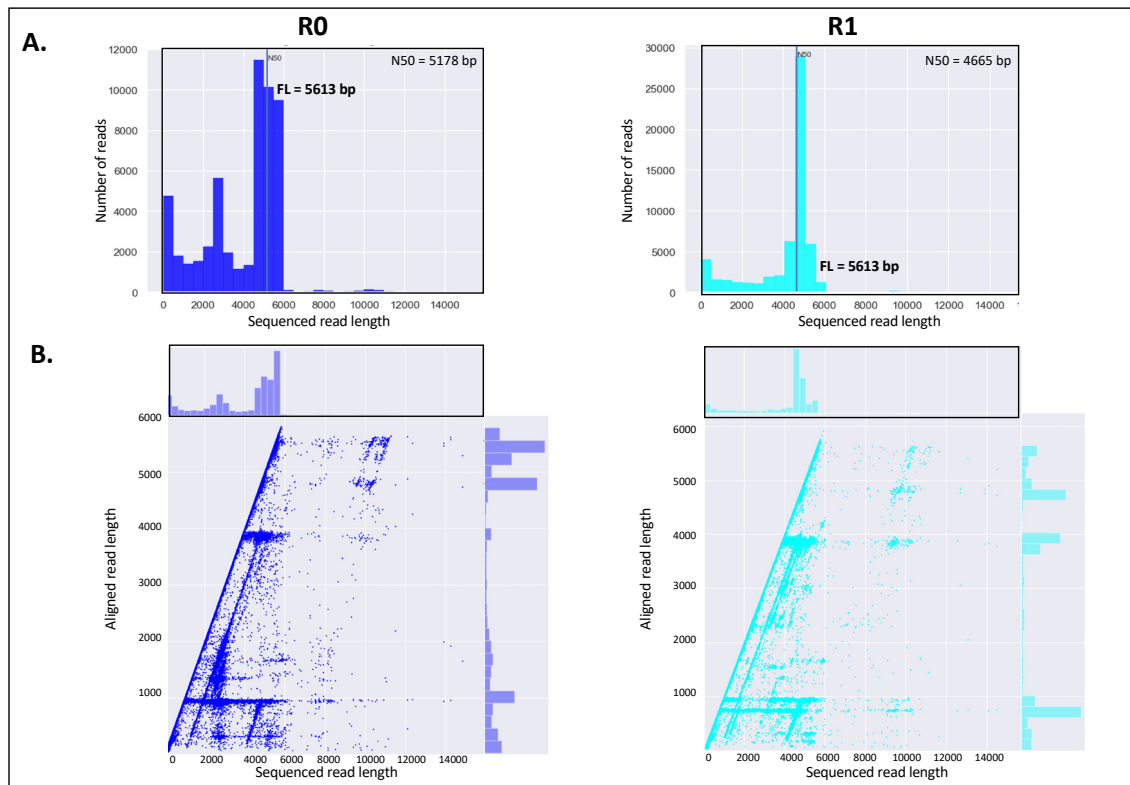 R0
R1
A.
12000
10000
8000
6000
4000
2000
0
Number of reads
N50
N50 = 5178 bp
FL = 5613 bp
0 2000 4000 6000 8000 10000 12000 14000
Sequenced read length
30000
25000
20000
15000
10000
5000
0
Number of reads
N50
N50 = 4665 bp
FL = 5613 bp
0 2000 4000 6000 8000 10000 12000 14000
Sequenced read length
B.
6000
5000
4000
3000
2000
1000
Aligned read length
0 2000 4000 6000 8000 10000 12000 14000
Sequenced read length
6000
5000
4000
3000
2000
1000
Aligned read length
0 2000 4000 6000 8000 10000 12000 14000
Sequenced read length